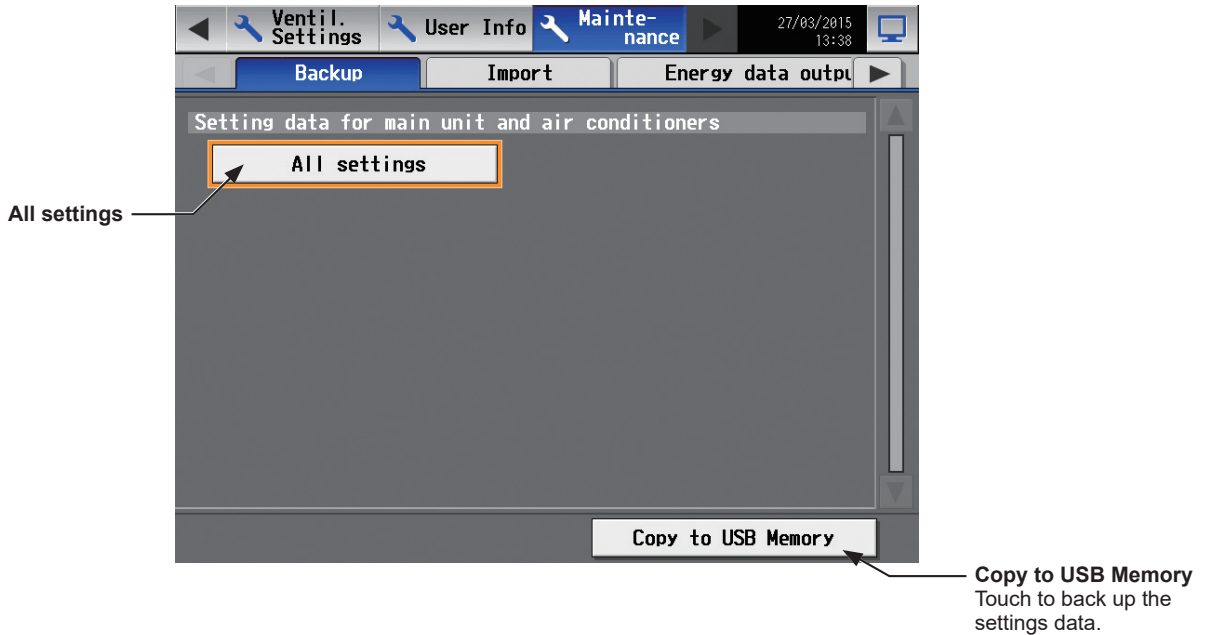 Ventil.
Settings
User Info
Mainte-
nance
27/03/2015
13:38
Backup
Import
Energy data outpu
Setting data for main unit and air conditioners
All settings
All settings
Copy to USB Memory
Copy to USB Memory
Touch to back up the
settings data.